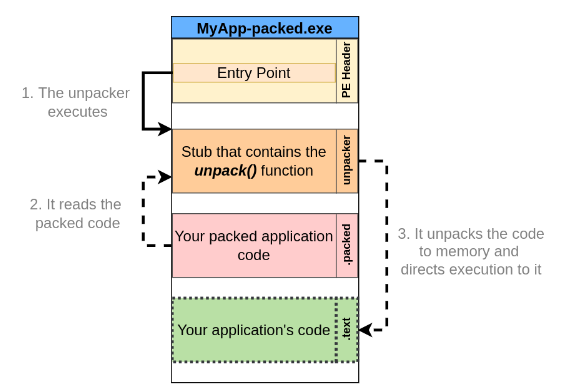 MyApp-packed.exe
Entry Point
PE Header
1. The unpacker
executes
Stub that contains the
unpack() function
unpacker
2. It reads the
packed code
Your packed application
code
.packed
3. It unpacks the code
to memory and
directs execution to it
Your application's code
.text